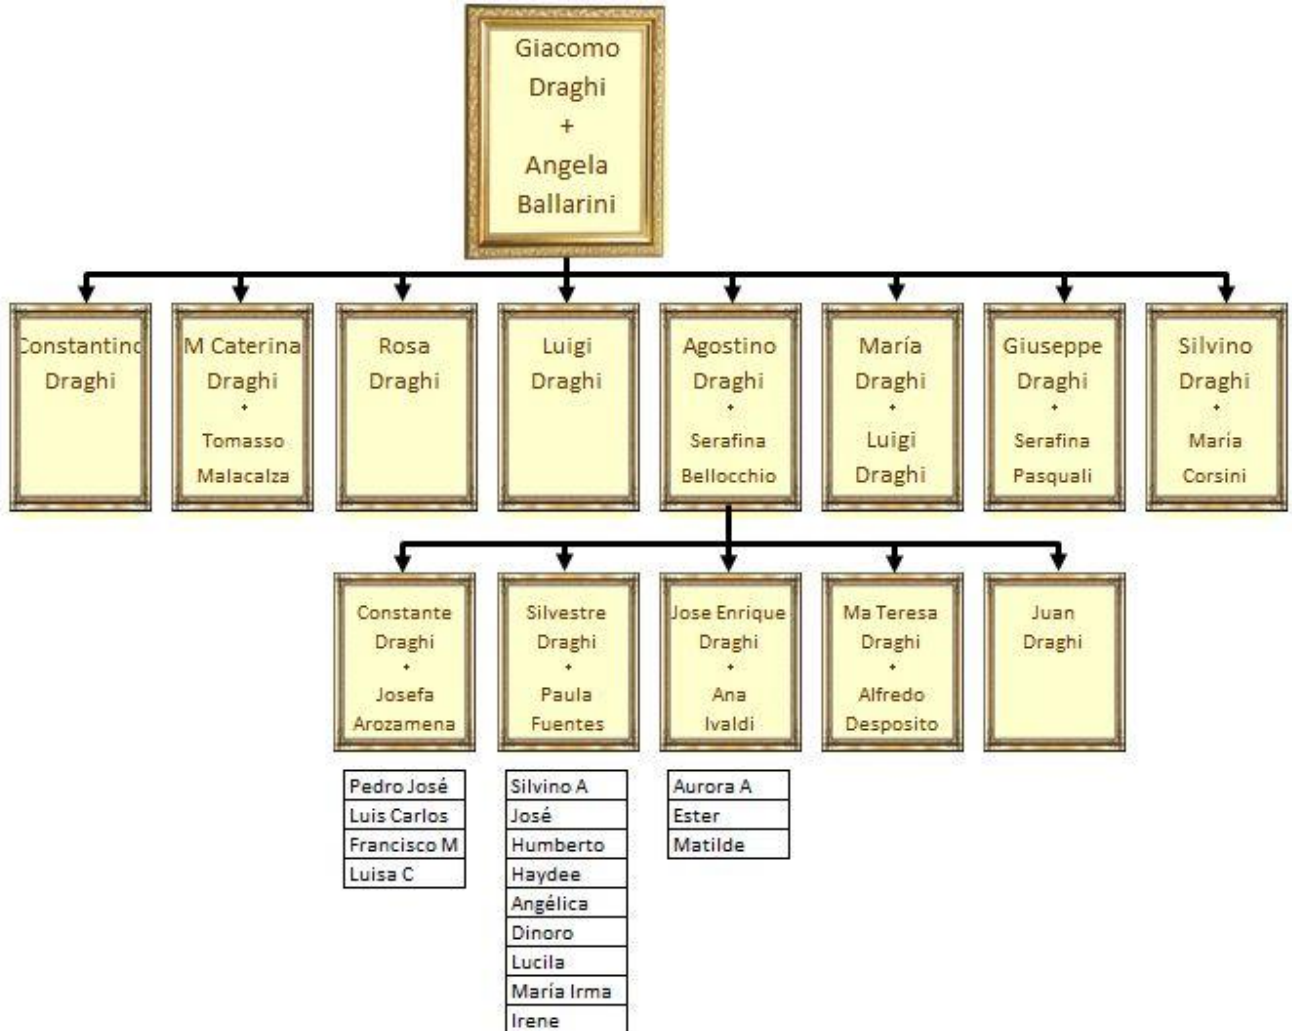 Giacomo
Draghi
+
Angela
Ballarini
Constantino
Draghi
M Caterina
Draghi
+
Tomasso
Malacalza
Rosa
Draghi
Luigi
Draghi
Agostino
Draghi
+
Serafina
Bellocchio
María
Draghi
+
Luigi
Draghi
Giuseppe
Draghi
+
Serafina
Pasquali
Silvino
Draghi
+
María
Corsini
Constante
Draghi
+
Josefa
Arozamena
Silvestre
Draghi
+
Paula
Fuentes
Jose Enrique
Draghi
+
Ana
Ivaldi
Ma Teresa
Draghi
+
Alfredo
Desposito
Juan
Draghi
Pedro José
Luis Carlos
Francisco M
Luisa C
Silvino A
José
Humberto
Haydee
Angélica
Dinoro
Lucila
María Irma
Irene
Aurora A
Ester
Matilde